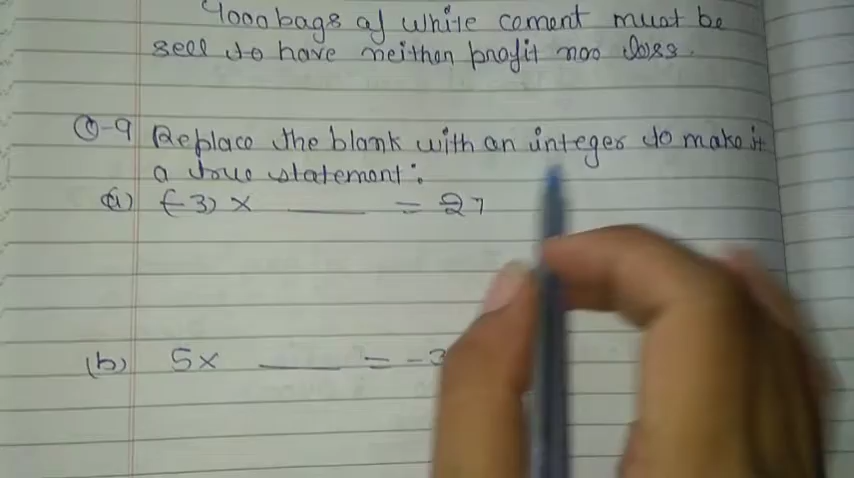 4000 bags of white cement must be
sell to have neither profit nor loss.
Q-9 Replace the blank with an integer to make it
a true statement:
(a) (-3) × ____ = 27
(b) 5 × ____ = -3